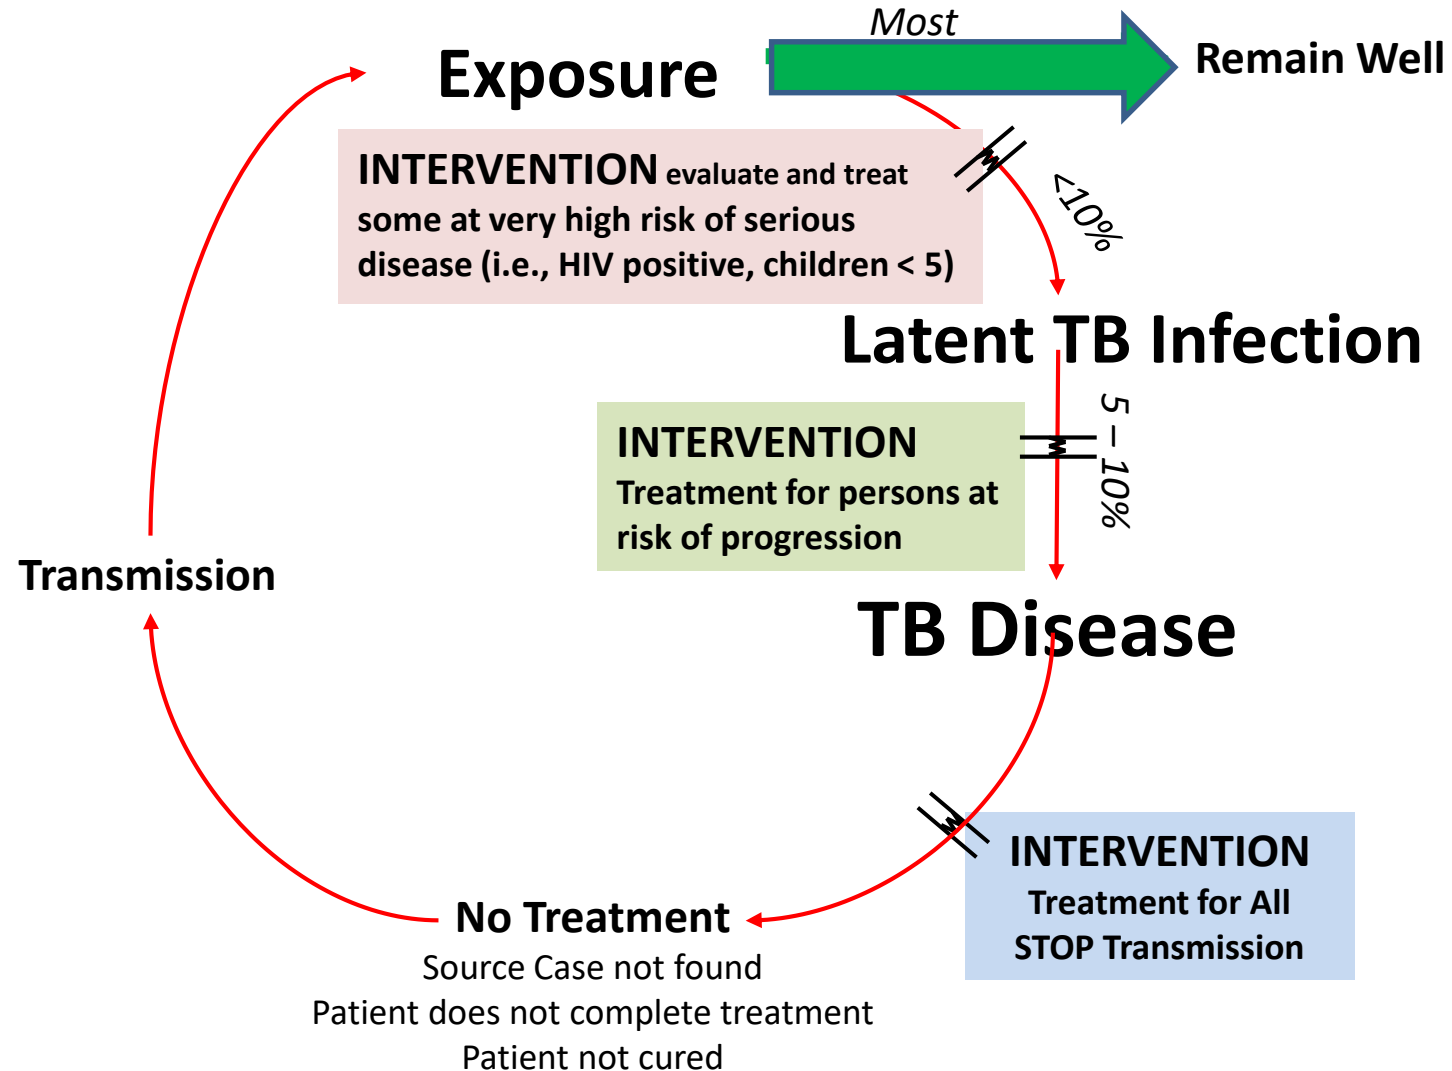 Most
Exposure
Remain Well
INTERVENTION evaluate and treat
some at very high risk of serious
disease (i.e., HIV positive, children < 5)
<10%
Latent TB Infection
INTERVENTION
Treatment for persons at
risk of progression
5 – 10%
Transmission
TB Disease
INTERVENTION
Treatment for All
STOP Transmission
No Treatment
Source Case not found
Patient does not complete treatment
Patient not cured